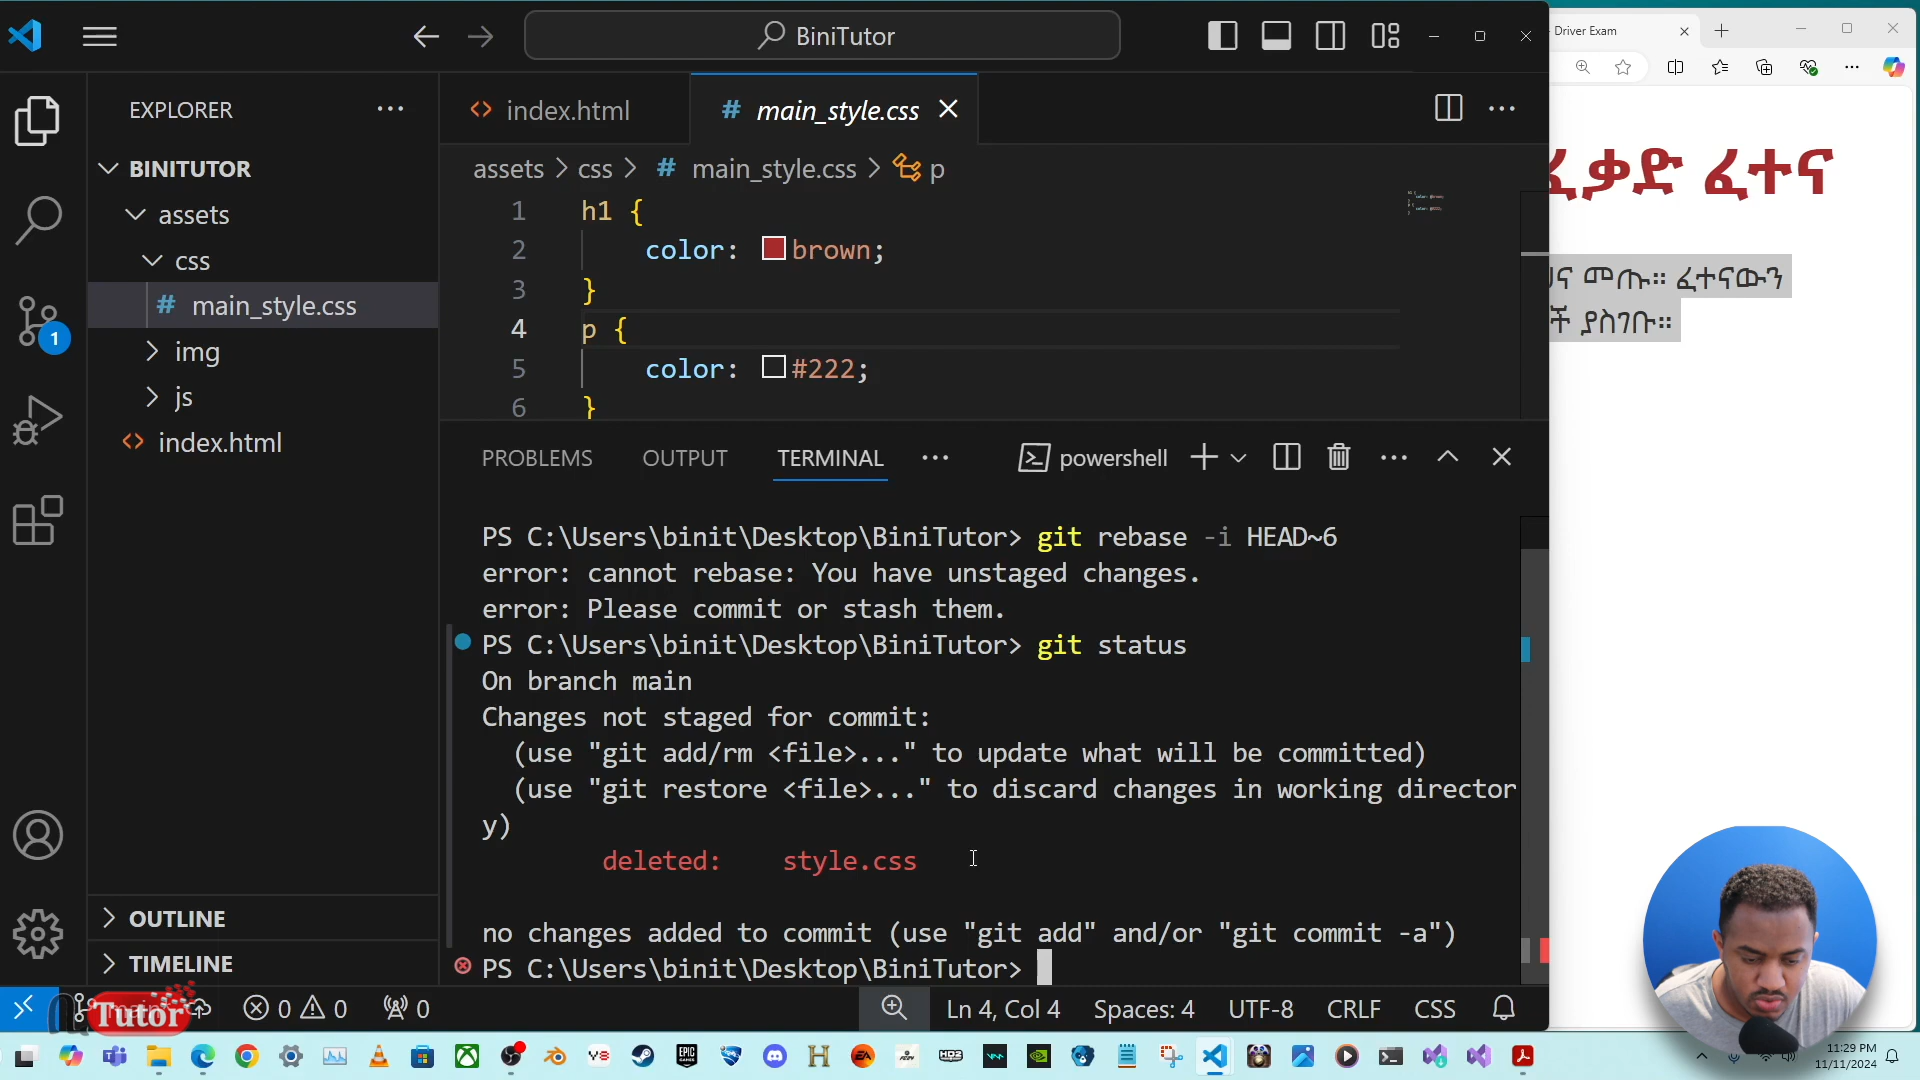 BiniTutor
Driver Exam
EXPLORER
index.html
main_style.css
BINITUTOR
assets
css
main_style.css
img
js
index.html
OUTLINE
TIMELINE
assets > css > # main_style.css > p
1 h1 {
2 color: brown;
3 }
4 p {
5 color: #222;
6 }
PROBLEMS OUTPUT TERMINAL ... powershell
PS C:\Users\binit\Desktop\BiniTutor> git rebase -i HEAD~6
error: cannot rebase: You have unstaged changes.
error: Please commit or stash them.
PS C:\Users\binit\Desktop\BiniTutor> git status
On branch main
Changes not staged for commit:
(use "git add/rm <file>..." to update what will be committed)
(use "git restore <file>..." to discard changes in working director
y)
deleted: style.css
no changes added to commit (use "git add" and/or "git commit -a")
PS C:\Users\binit\Desktop\BiniTutor>
ፈተና
መጡ። ፈተናውን
ያስገቡ።
1
Tutor
0 0 0
Ln 4, Col 4 Spaces: 4 UTF-8 CRLF CSS
11:29 PM
11/11/2024